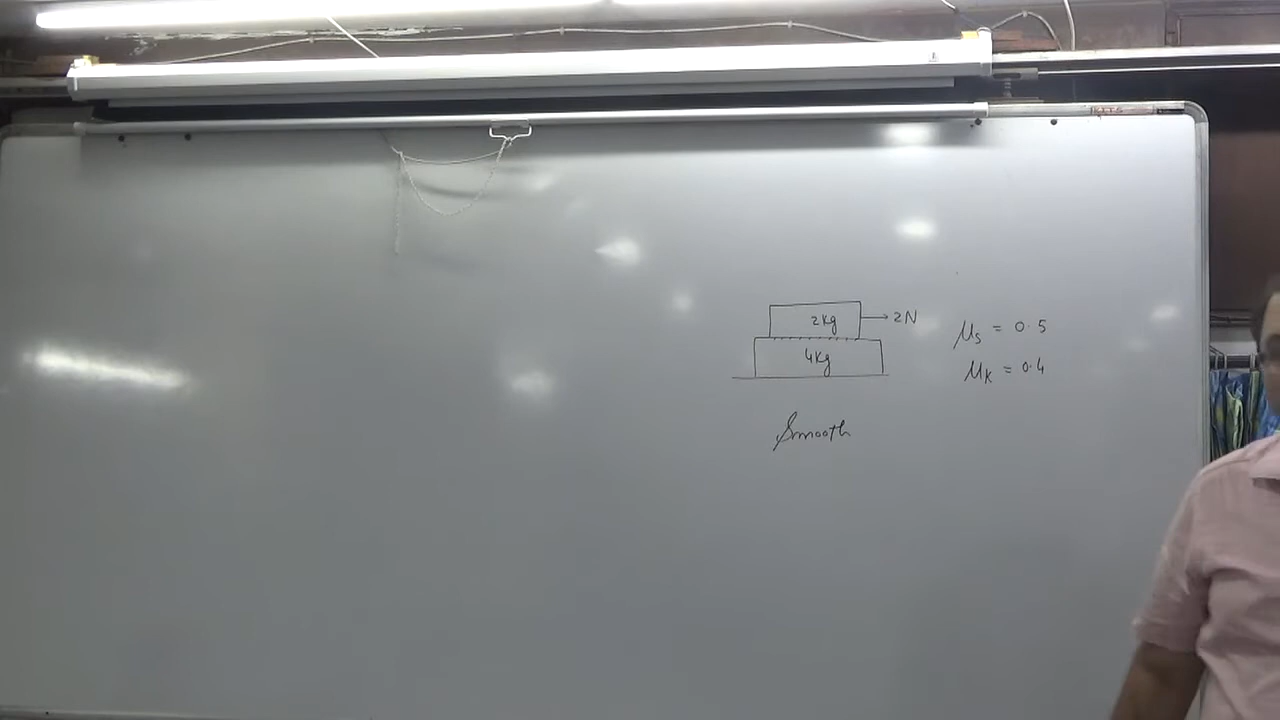 2kg → 2N
4kg
μs = 0.5
μk = 0.4
Smooth